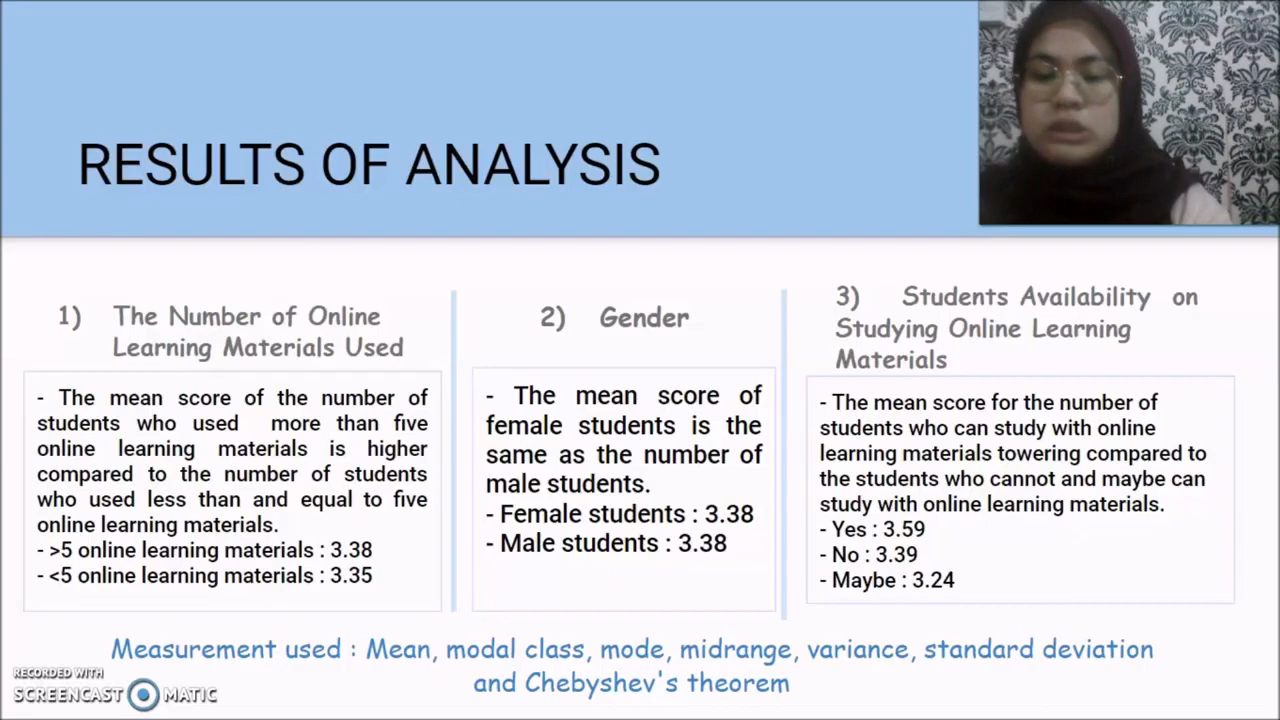 RESULTS OF ANALYSIS
1) The Number of Online
Learning Materials Used
- The mean score of the number of
students who used more than five
online learning materials is higher
compared to the number of students
who used less than and equal to five
online learning materials.
- >5 online learning materials : 3.38
- <5 online learning materials : 3.35
2) Gender
- The mean score of
female students is the
same as the number of
male students.
- Female students : 3.38
- Male students : 3.38
3) Students Availability on
Studying Online Learning
Materials
- The mean score for the number of
students who can study with online
learning materials towering compared to
the students who cannot and maybe can
study with online learning materials.
- Yes : 3.59
- No : 3.39
- Maybe : 3.24
Measurement used : Mean, modal class, mode, midrange, variance, standard deviation
and Chebyshev's theorem
RECORDED WITH
SCREENCAST MATIC